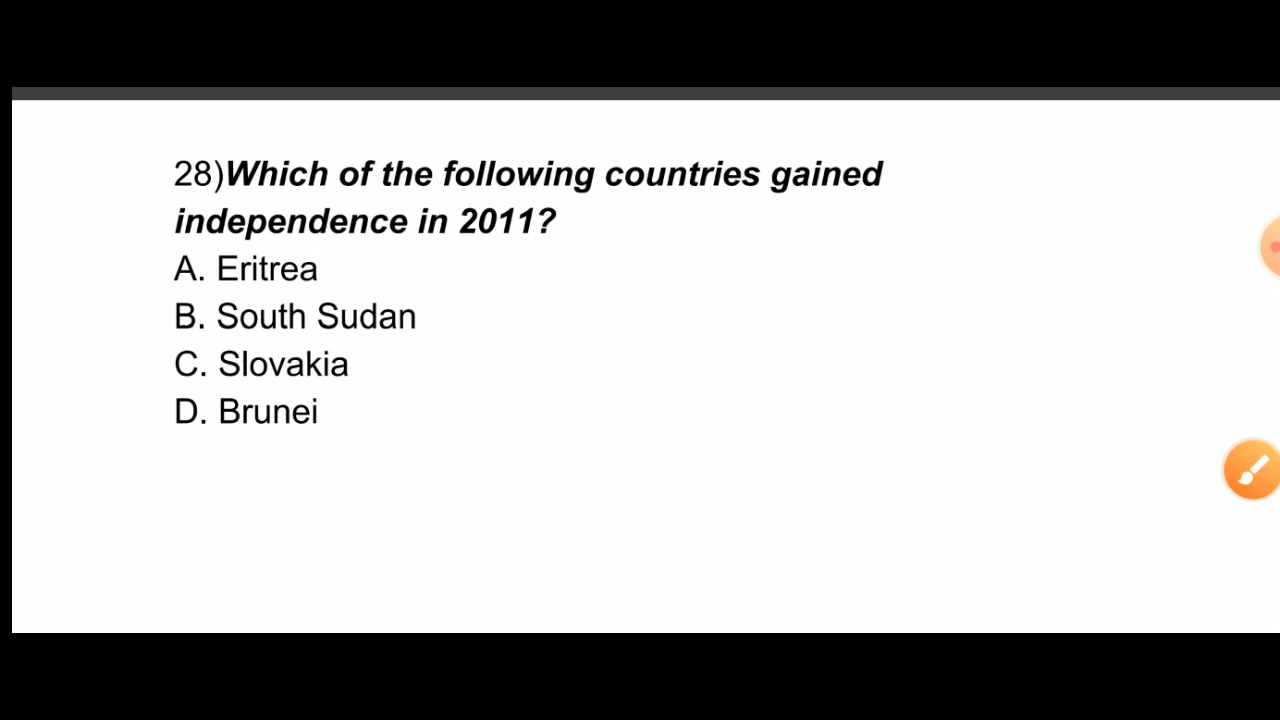 28)Which of the following countries gained
independence in 2011?
A. Eritrea
B. South Sudan
C. Slovakia
D. Brunei